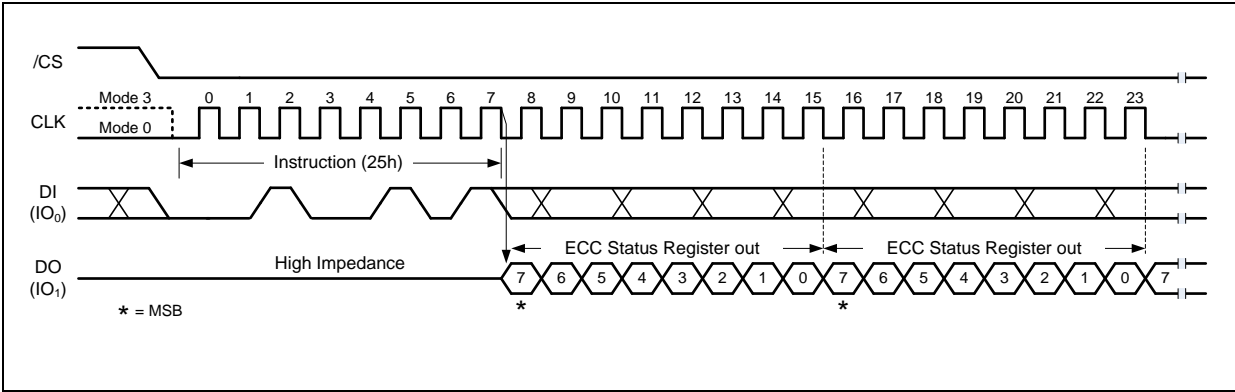 /CS
Mode 3
0 1 2 3 4 5 6 7 8 9 10 11 12 13 14 15 16 17 18 19 20 21 22 23
CLK
Mode 0
Instruction (25h)
DI
(IO₀)
ECC Status Register out ECC Status Register out
DO
(IO₁)
High Impedance
7 6 5 4 3 2 1 0 7 6 5 4 3 2 1 0 7
* *
* = MSB